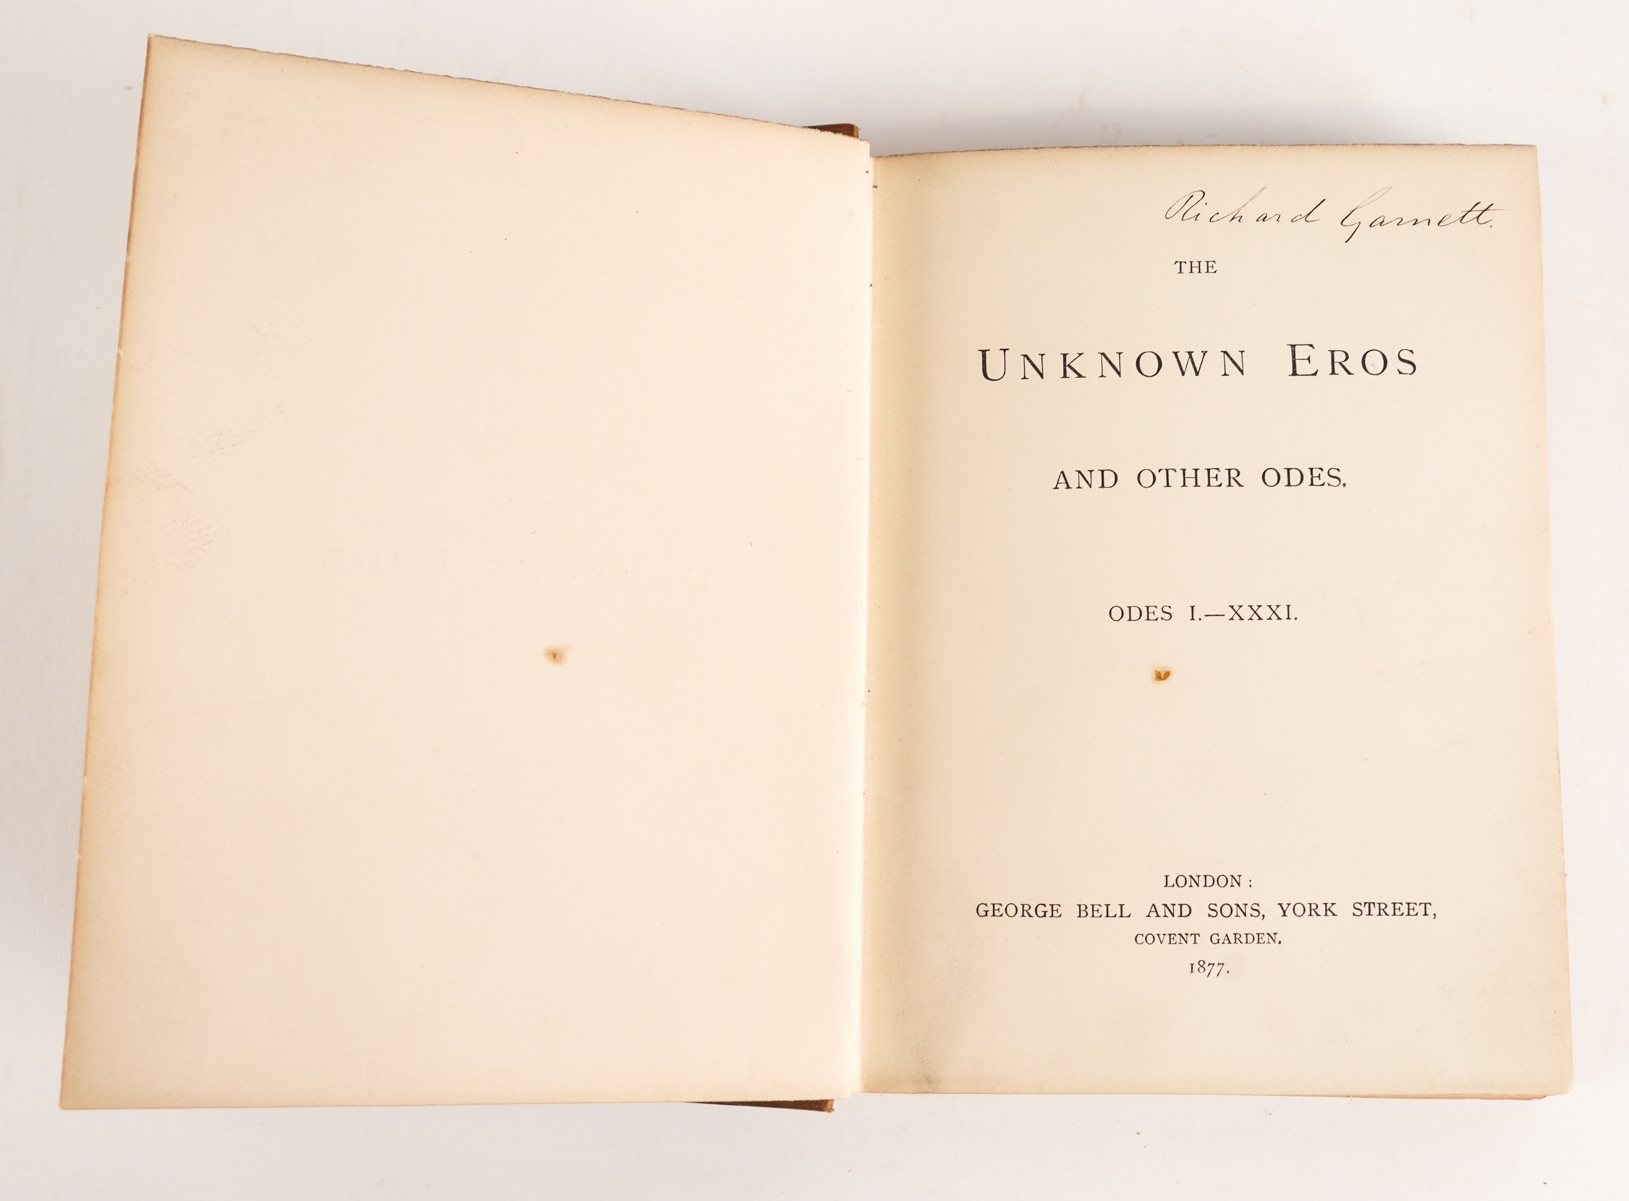 Richard Garnett.
THE
UNKNOWN EROS
AND OTHER ODES.
ODES I.—XXXI.
LONDON:
GEORGE BELL AND SONS, YORK STREET,
COVENT GARDEN.
1877.